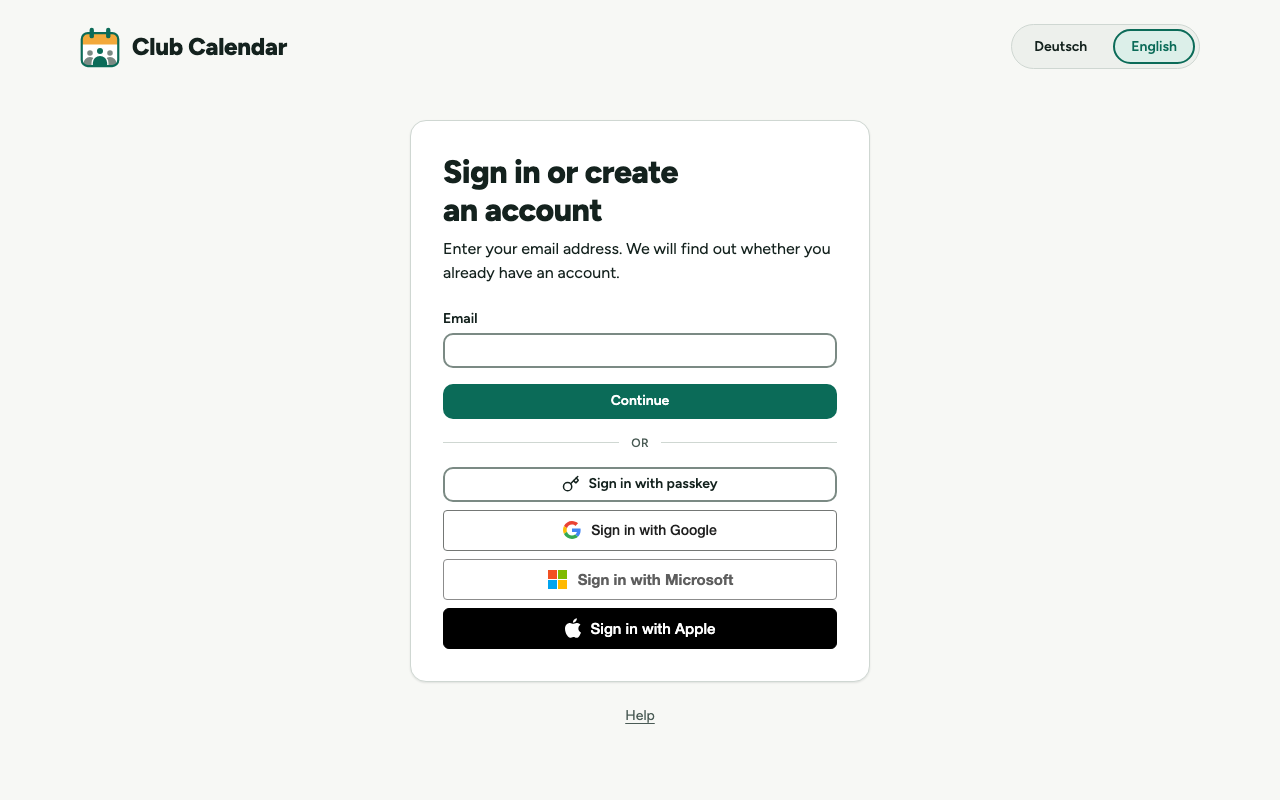 Club Calendar
Deutsch
English
Sign in or create
an account
Enter your email address. We will find out whether you
already have an account.
Email
Continue
OR
Sign in with passkey
Sign in with Google
Sign in with Microsoft
Sign in with Apple
Help